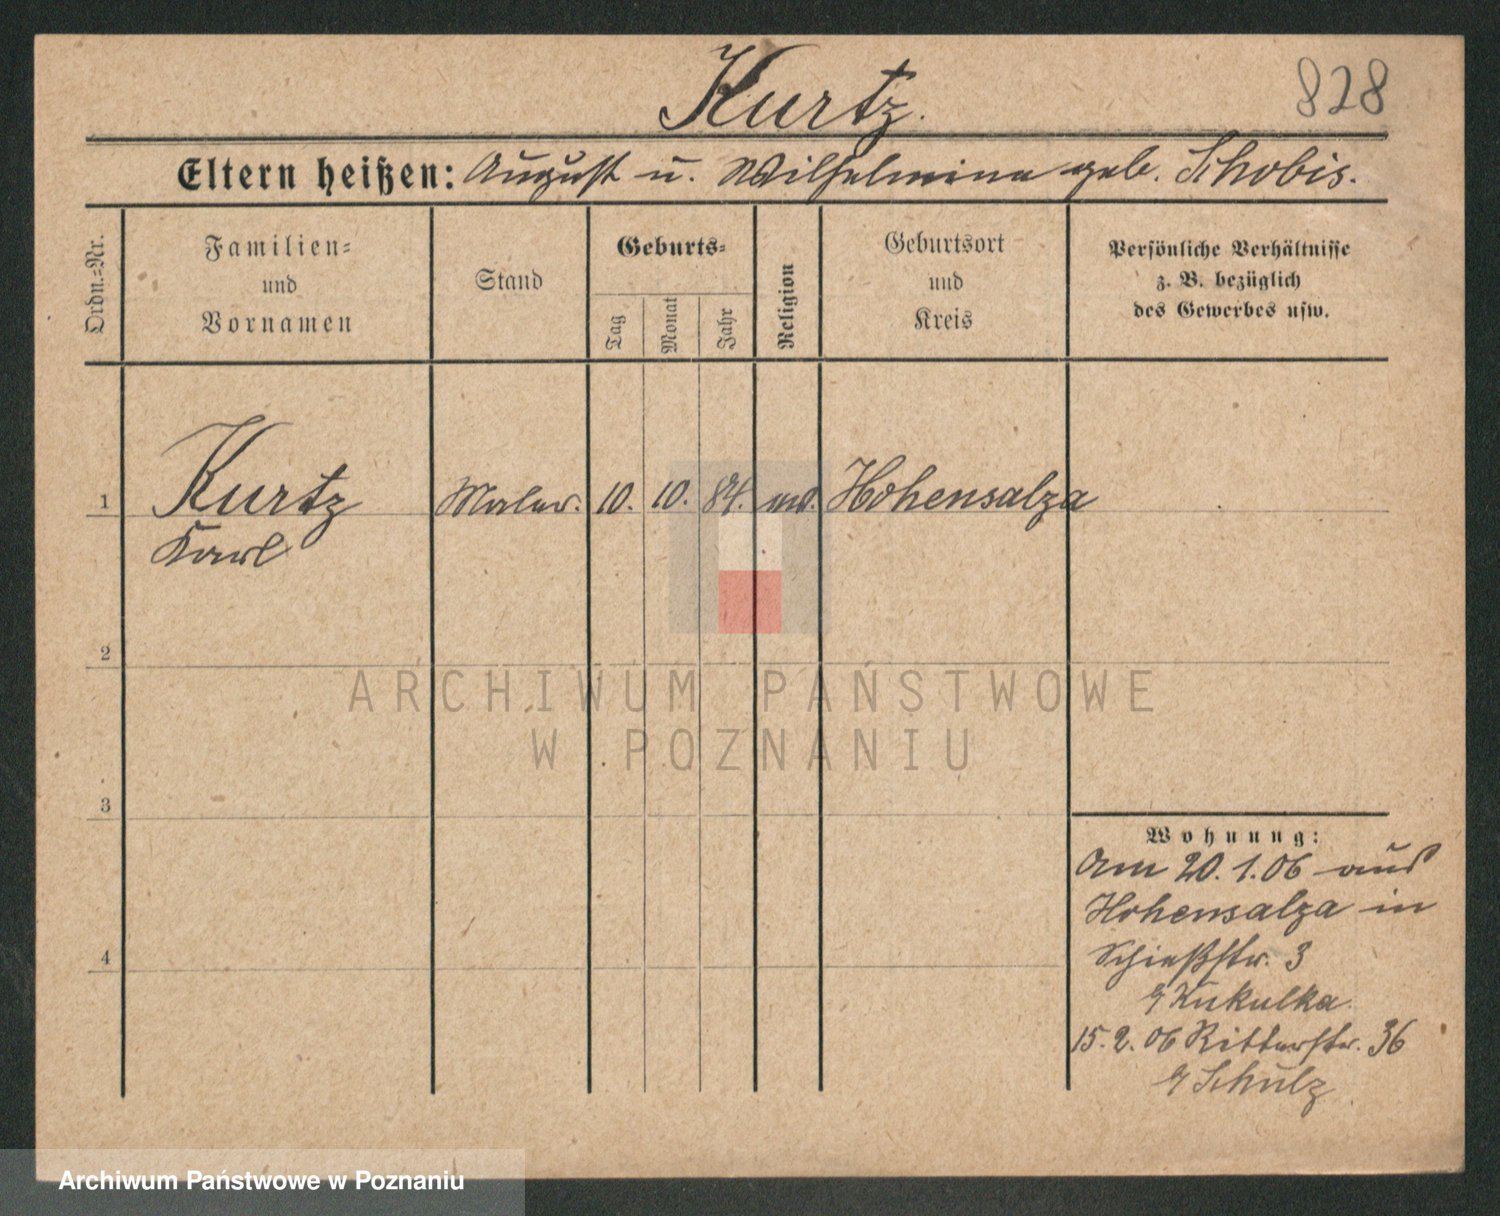 Kurtz.
828
Eltern heißen: August u. Wilhelmine geb. Schobis.
Ordn.=Nr.
Familien=
und
Vornamen
Stand
Geburts=
Tag
Monat
Jahr
Religion
Geburtsort
und
Kreis
Persönliche Verhältnisse
z. B. bezüglich
des Gewerbes usw.
1 Kurtz Maler. 10. 10. 84. Hohensalza
Karl
2
3
4
ARCHIWUM PAŃSTWOWE
W POZNANIU
Wohnung:
Am 20. 1. 06 aus
Hohensalza in
Schießstr. 3
Kukulka.
15. 2. 06 Ritterstr. 36
Schulz
Archiwum Państwowe w Poznaniu